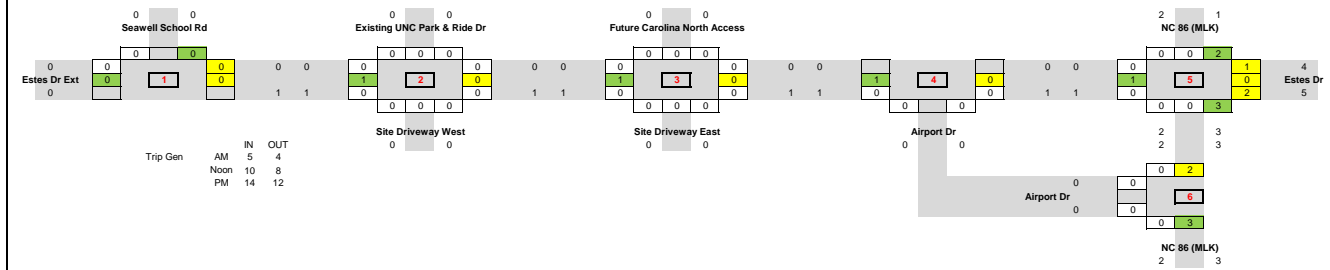 0 0 0 0 0 0 2 1
Seawell School Rd Existing UNC Park & Ride Dr Future Carolina North Access NC 86 (MLK)
0 0 0 0 0 0 0 0 0 0 2
0 0 0 0 0 0 0 0 0 0 0 0 0 0 0 0 1 4
Estes Dr Ext 0 1 0 1 2 0 1 3 0 1 4 0 1 5 0 Estes Dr
0 0 0 1 1 0 0 1 1 0 0 1 1 0 0 1 1 0 2 5
0 0 0 0 0 0 0 0 0 0 3
Site Driveway West Site Driveway East Airport Dr 2 3
0 0 0 0 0 0 2 3
IN OUT
Trip Gen AM 5 4
Noon 10 8
PM 14 12
0 2
0 0
Airport Dr 6
0 0
0 3
NC 86 (MLK)
2 3